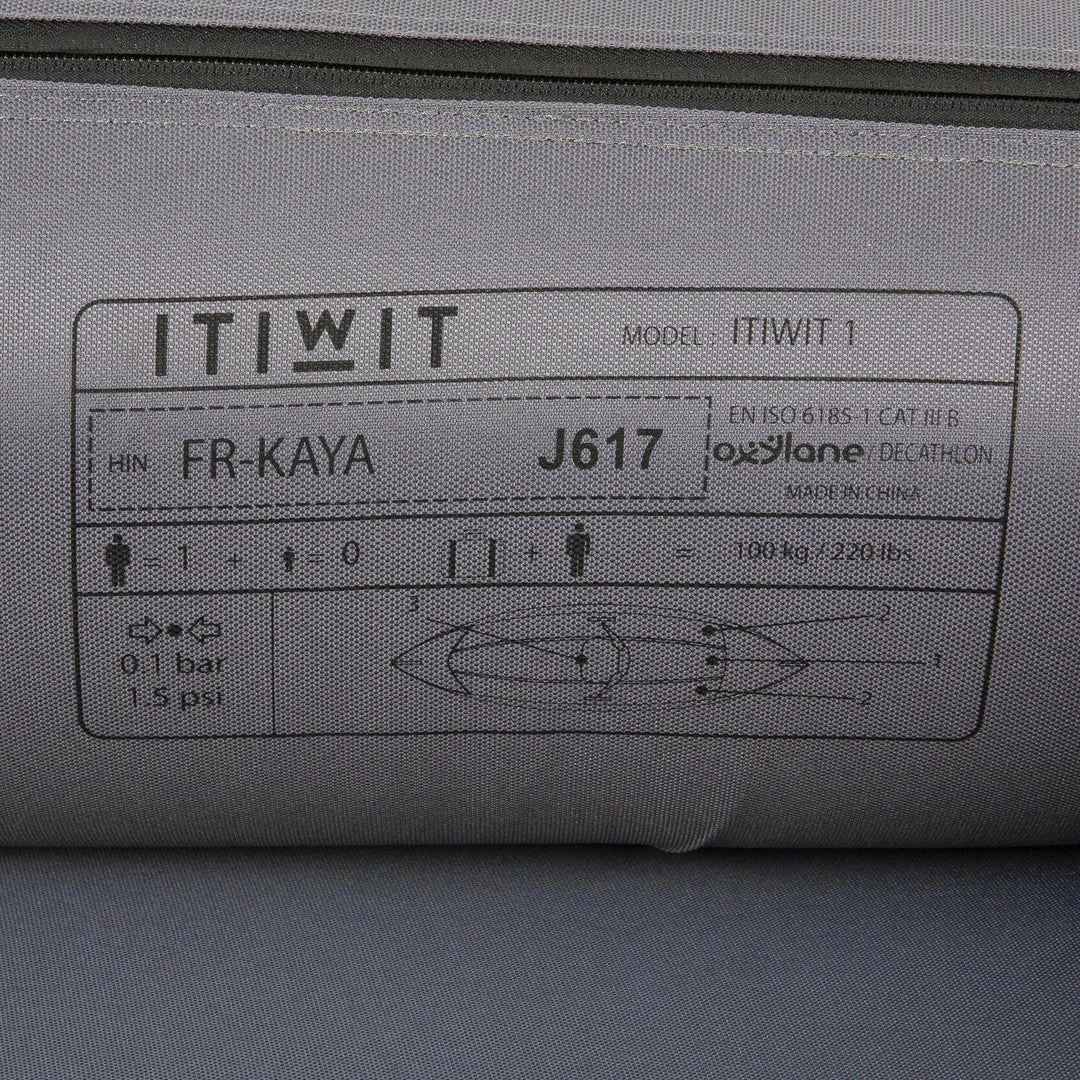 ITIWIT MODEL : ITIWIT 1
HIN FR-KAYA J617
EN ISO 6185-1 CAT III B
oxylane / DECATHLON
MADE IN CHINA
= 1 + = 0 + = 100 kg / 220 lbs.
0.1 bar
1.5 psi
3
2
1
2